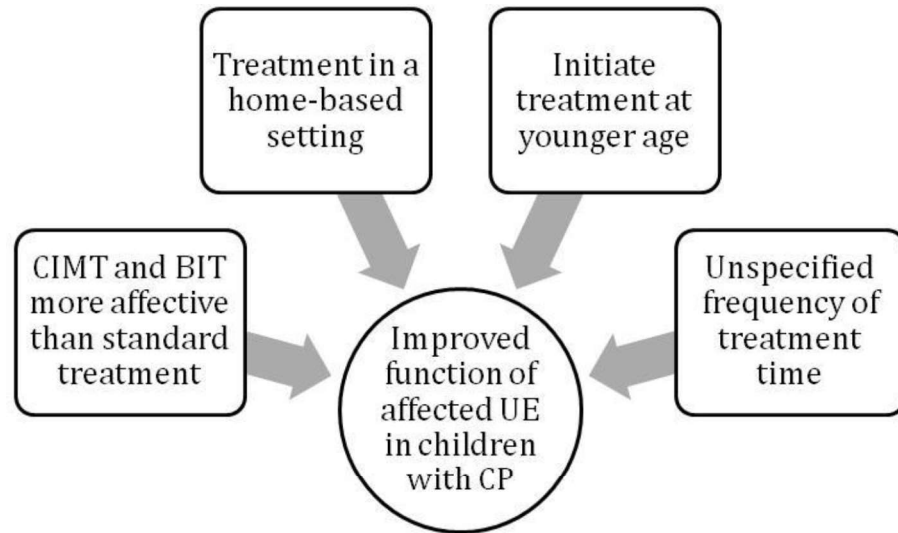 Treatment in a
home-based
setting
Initiate
treatment at
younger age
CIMT and BIT
more affective
than standard
treatment
Unspecified
frequency of
treatment
time
Improved
function of
affected UE
in children
with CP